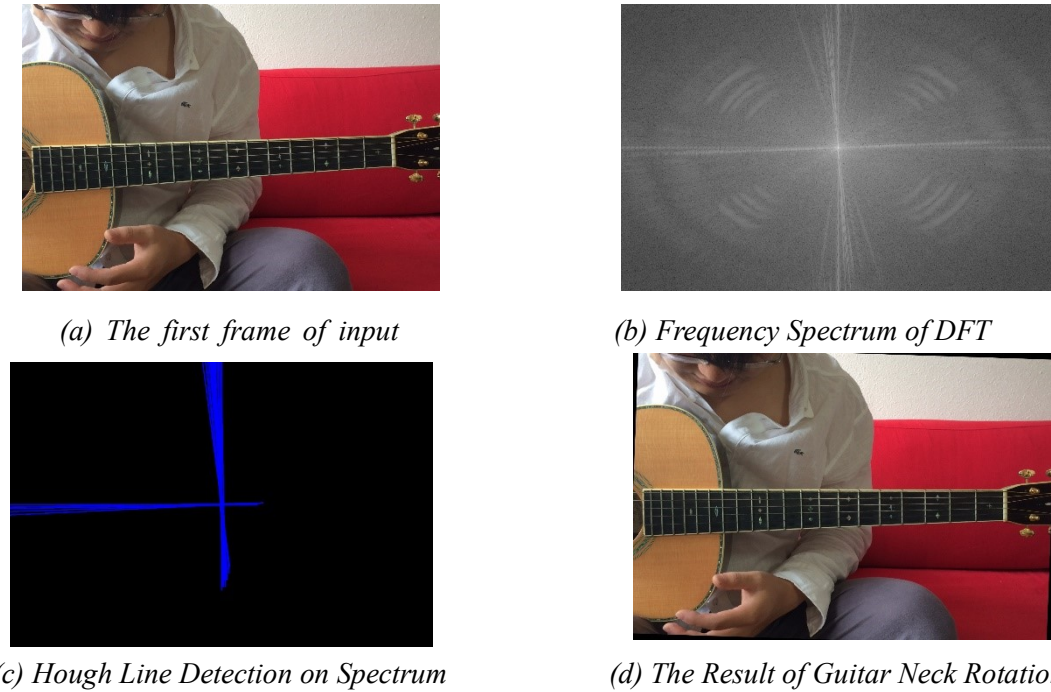 (a) The first frame of input
(b) Frequency Spectrum of DFT
(c) Hough Line Detection on Spectrum
(d) The Result of Guitar Neck Rotation